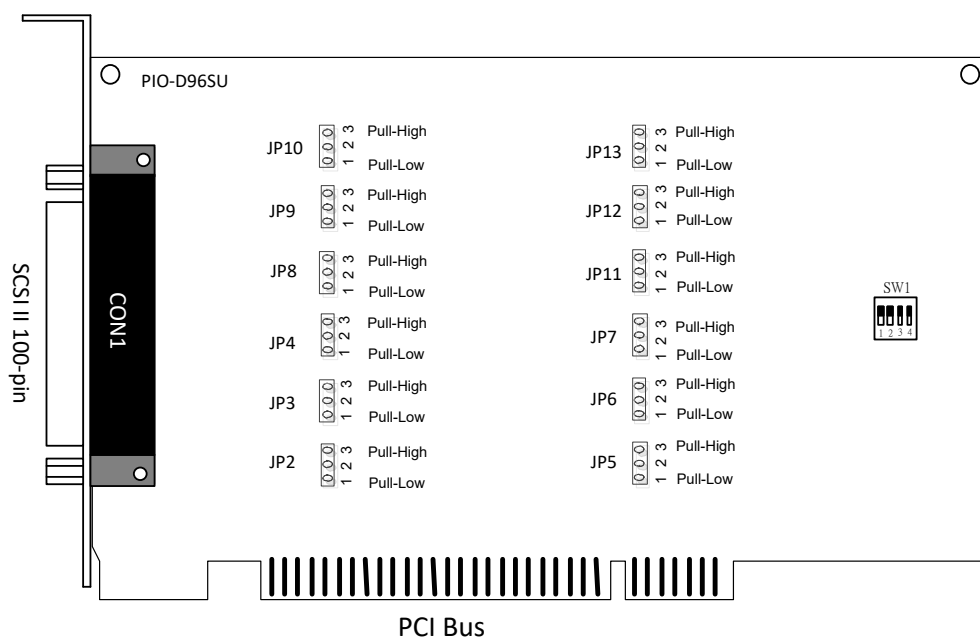 PIO-D96SU
JP10 1 2 3 Pull-High Pull-Low
JP9 1 2 3 Pull-High Pull-Low
JP8 1 2 3 Pull-High Pull-Low
JP4 1 2 3 Pull-High Pull-Low
JP3 1 2 3 Pull-High Pull-Low
JP2 1 2 3 Pull-High Pull-Low
JP13 1 2 3 Pull-High Pull-Low
JP12 1 2 3 Pull-High Pull-Low
JP11 1 2 3 Pull-High Pull-Low
JP7 1 2 3 Pull-High Pull-Low
JP6 1 2 3 Pull-High Pull-Low
JP5 1 2 3 Pull-High Pull-Low
SW1
1 2 3 4
CON1
SCSI II 100-pin
PCI Bus